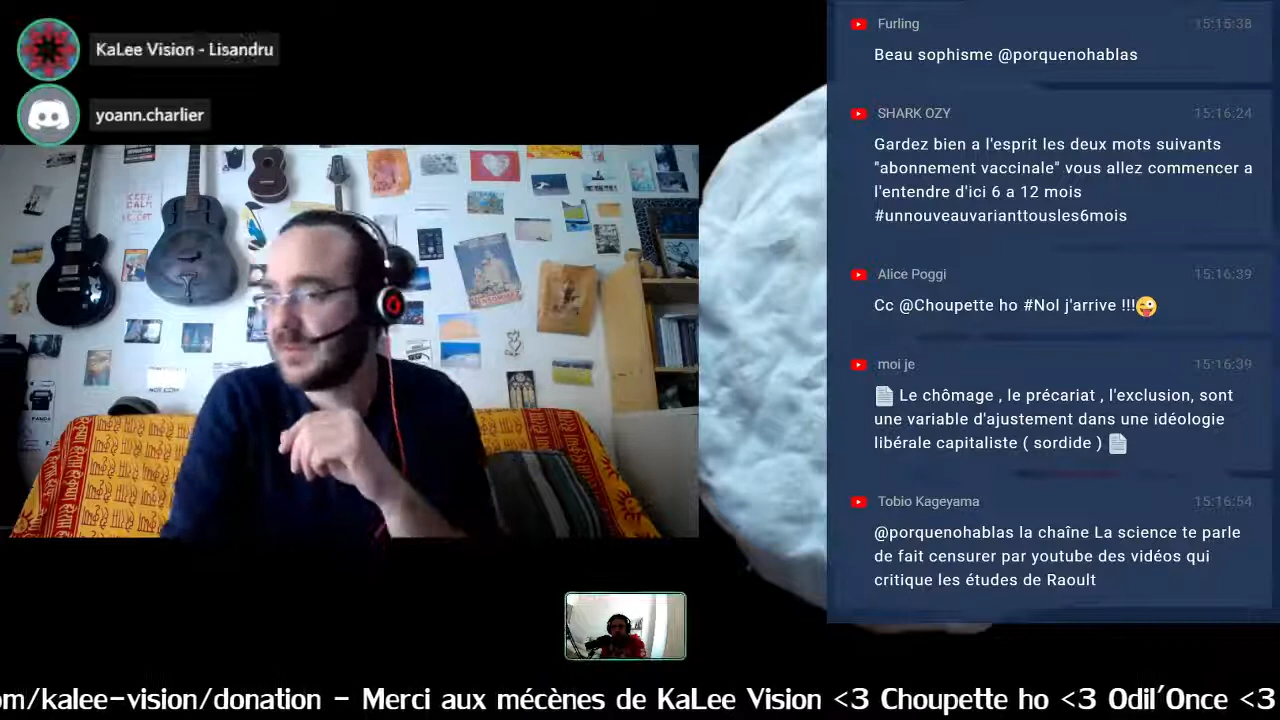 KaLee Vision - Lisandru
yoann.charlier
Furling 15:15:38
Beau sophisme @porquenohablas
SHARK OZY 15:16:24
Gardez bien a l'esprit les deux mots suivants
"abonnement vaccinale" vous allez commencer a
l'entendre d'ici 6 a 12 mois
#unnouveauvarianttousles6mois
Alice Poggi 15:16:39
Cc @Choupette ho #Nol j'arrive !!!😜
moi je 15:16:39
📄 Le chômage , le précariat , l'exclusion, sont
une variable d'ajustement dans une idéologie
libérale capitaliste ( sordide ) 📄
Tobio Kageyama 15:16:54
@porquenohablas la chaîne La science te parle
de fait censurer par youtube des vidéos qui
critique les études de Raoult
KEEP
CALM
PANDA
om/kalee-vision/donation - Merci aux mécènes de KaLee Vision <3 Choupette ho <3 Odil'Once <3